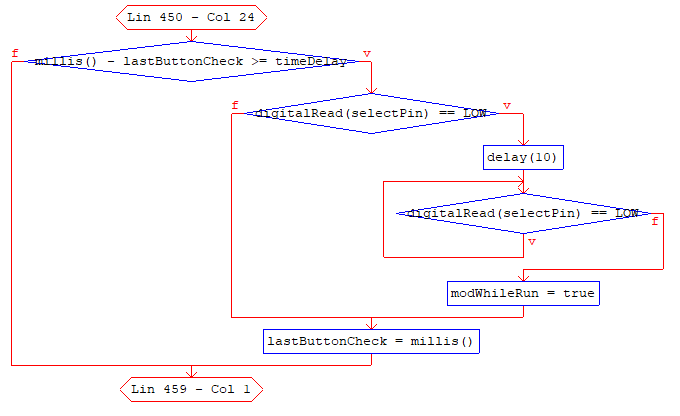 Lin 450 - Col 24
f
v
millis() - lastButtonCheck >= timeDelay
f
v
digitalRead(selectPin) == LOW
delay(10)
digitalRead(selectPin) == LOW
f
v
modWhileRun = true
lastButtonCheck = millis()
Lin 459 - Col 1